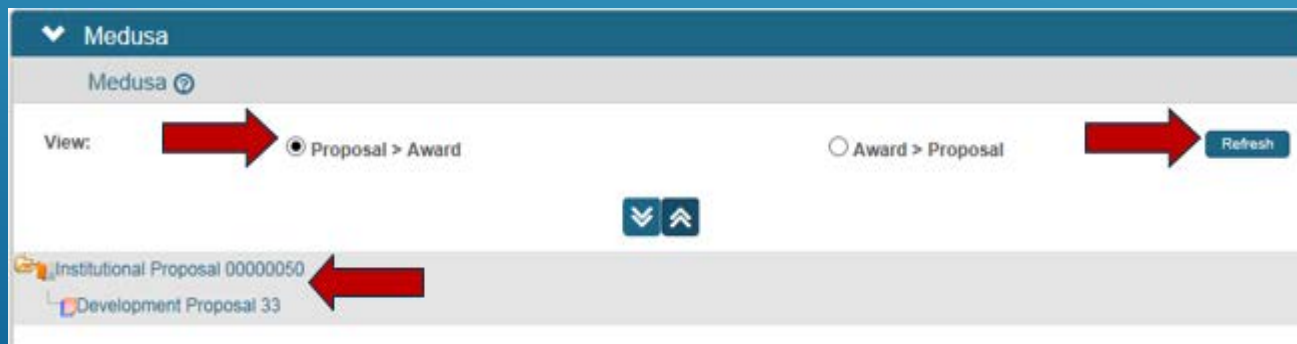 Medusa
Medusa
View: Proposal > Award Award > Proposal Refresh
Institutional Proposal 00000050
Development Proposal 33